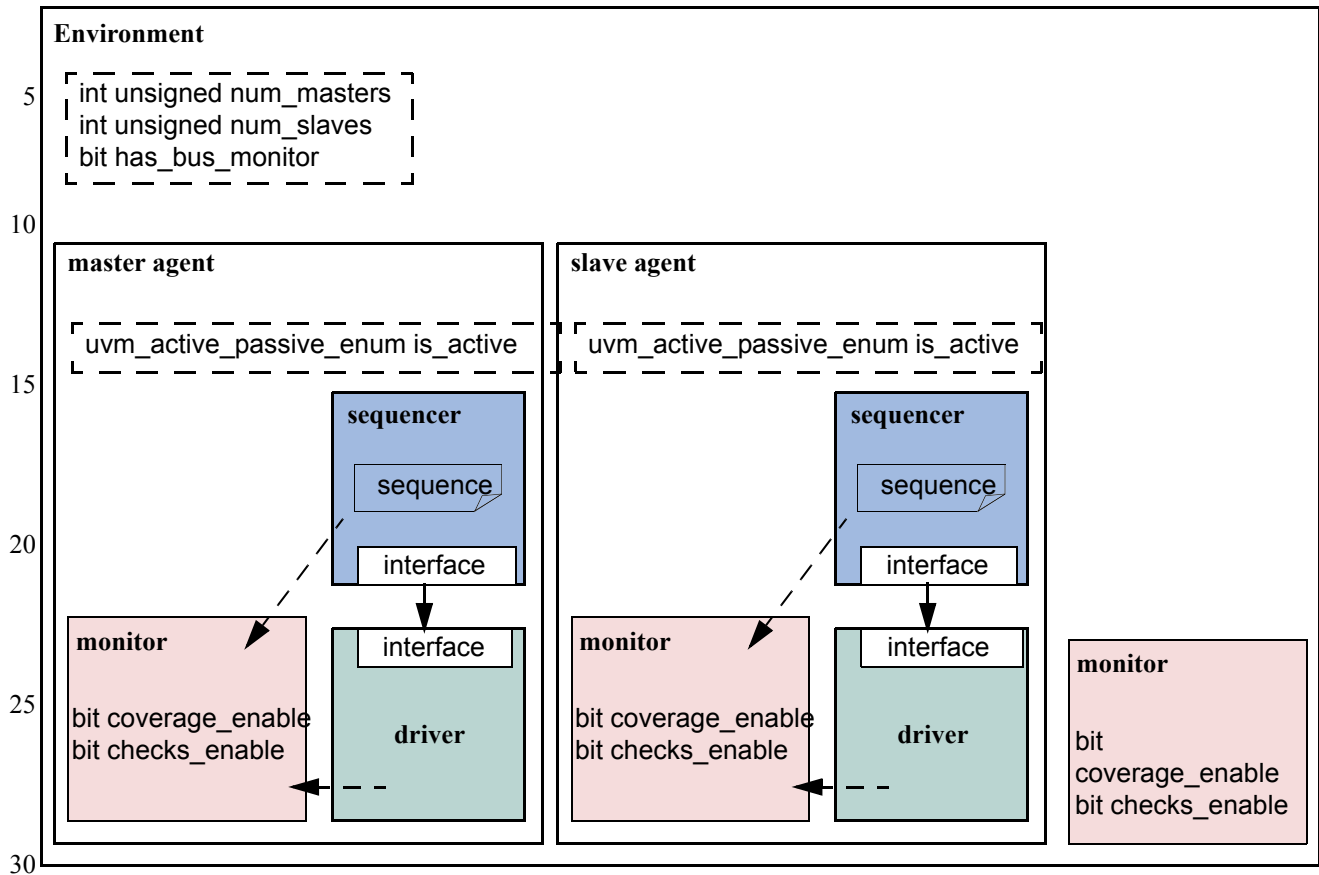 Environment
5
int unsigned num_masters
int unsigned num_slaves
bit has_bus_monitor
10
master agent
uvm_active_passive_enum is_active
15
sequencer
sequence
20
interface
monitor
interface
25
bit coverage_enable
bit checks_enable
driver
slave agent
uvm_active_passive_enum is_active
sequencer
sequence
interface
monitor
interface
bit coverage_enable
bit checks_enable
driver
monitor
bit
coverage_enable
bit checks_enable
30